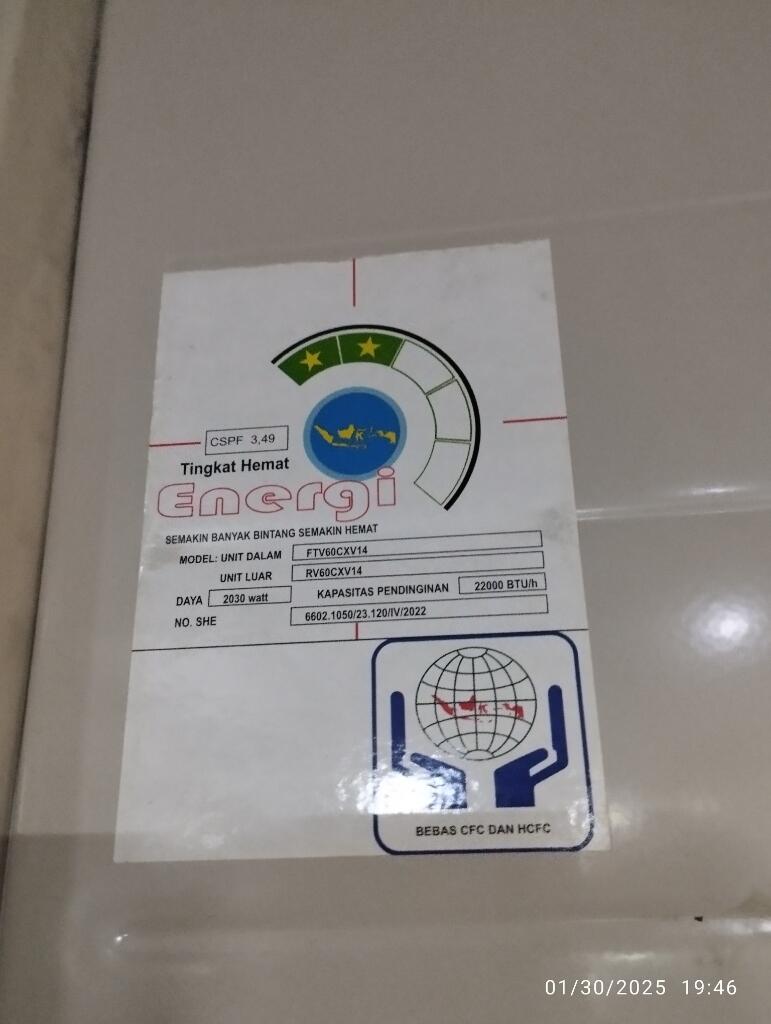 CSPF 3,49
Tingkat Hemat
Energi
SEMAKIN BANYAK BINTANG SEMAKIN HEMAT
MODEL: UNIT DALAM FTV60CXV14
UNIT LUAR RV60CXV14
DAYA 2030 watt KAPASITAS PENDINGINAN 22000 BTU/h
NO. SHE 6602.1050/23.120/IV/2022
BEBAS CFC DAN HCFC
01/30/2025 19:46